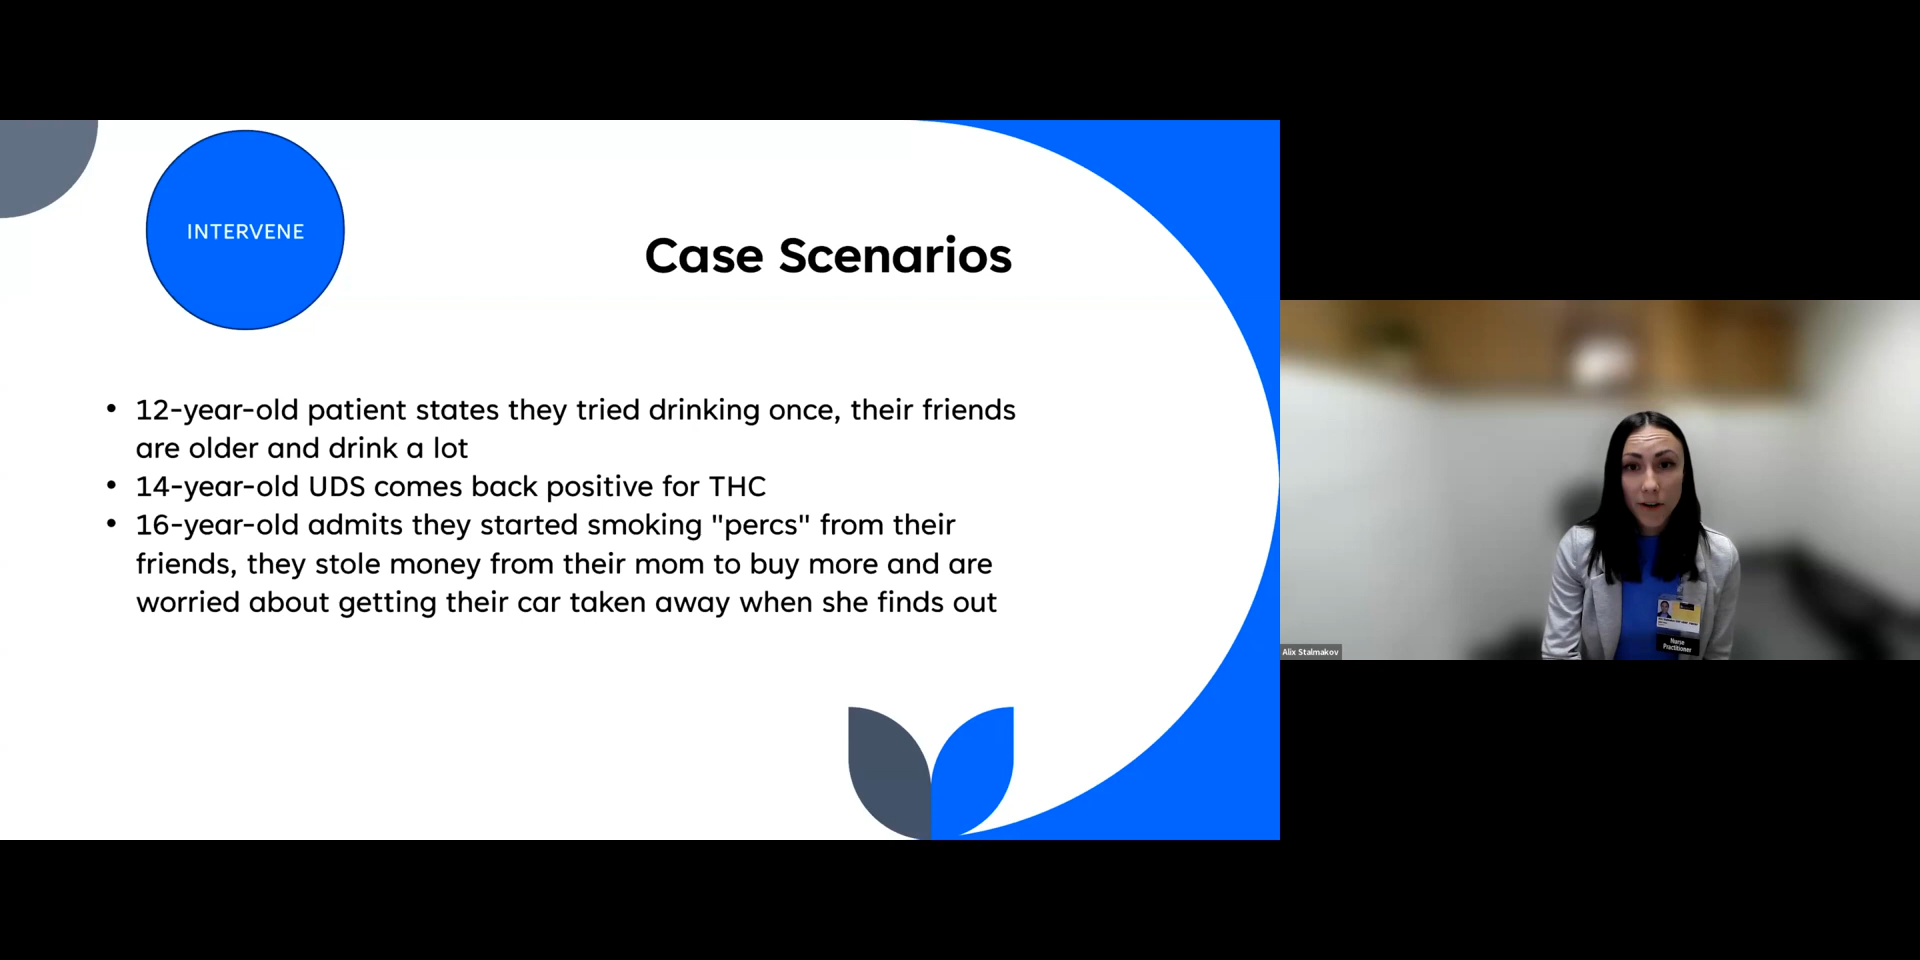 INTERVENE
Case Scenarios
• 12-year-old patient states they tried drinking once, their friends
are older and drink a lot
• 14-year-old UDS comes back positive for THC
• 16-year-old admits they started smoking "percs" from their
friends, they stole money from their mom to buy more and are
worried about getting their car taken away when she finds out
Nurse
Practitioner
Alix Stalmakov